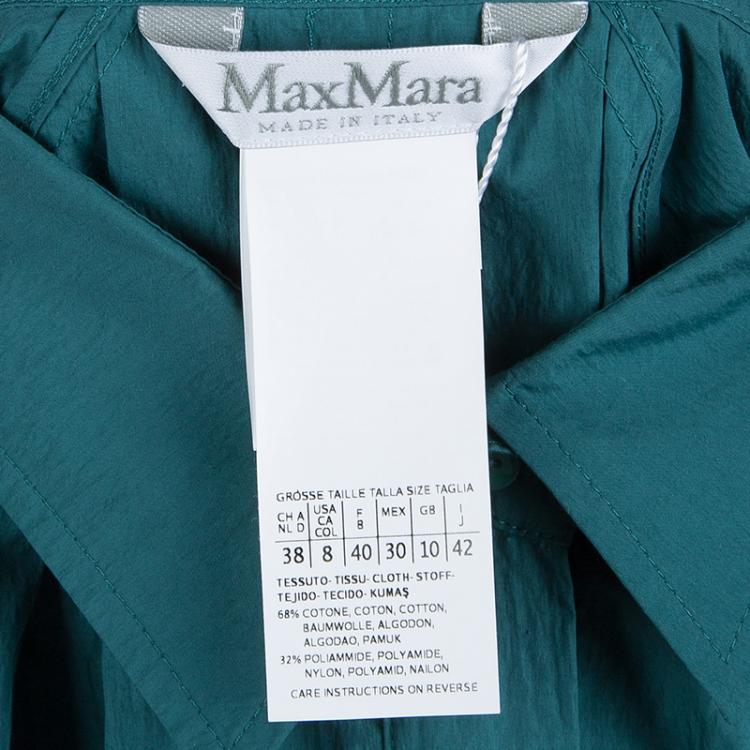 MaxMara
MADE IN ITALY
GRÖSSE TAILLE TALLA SIZE TAGLIA
CH A NL D USA CA COL F B MEX GB I J
38 8 40 30 10 42
TESSUTO- TISSU- CLOTH- STOFF-
TEJIDO- TECIDO- KUMAŞ
68% COTONE, COTON, COTTON,
BAUMWOLLE, ALGODON,
ALGODAO, PAMUK
32% POLIAMMIDE, POLYAMIDE,
NYLON, POLYAMID, NAILON
CARE INSTRUCTIONS ON REVERSE